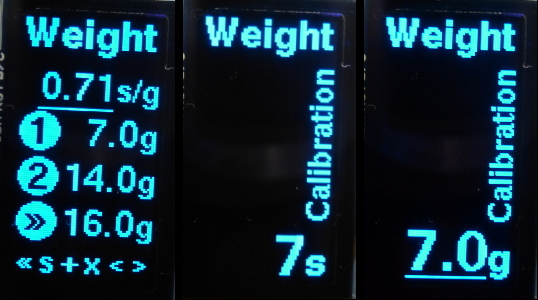 Weight
0.71s/g
1 7.0g
2 14.0g
» 16.0g
« s + x < >
Weight
Calibration
7s
Weight
Calibration
7.0g